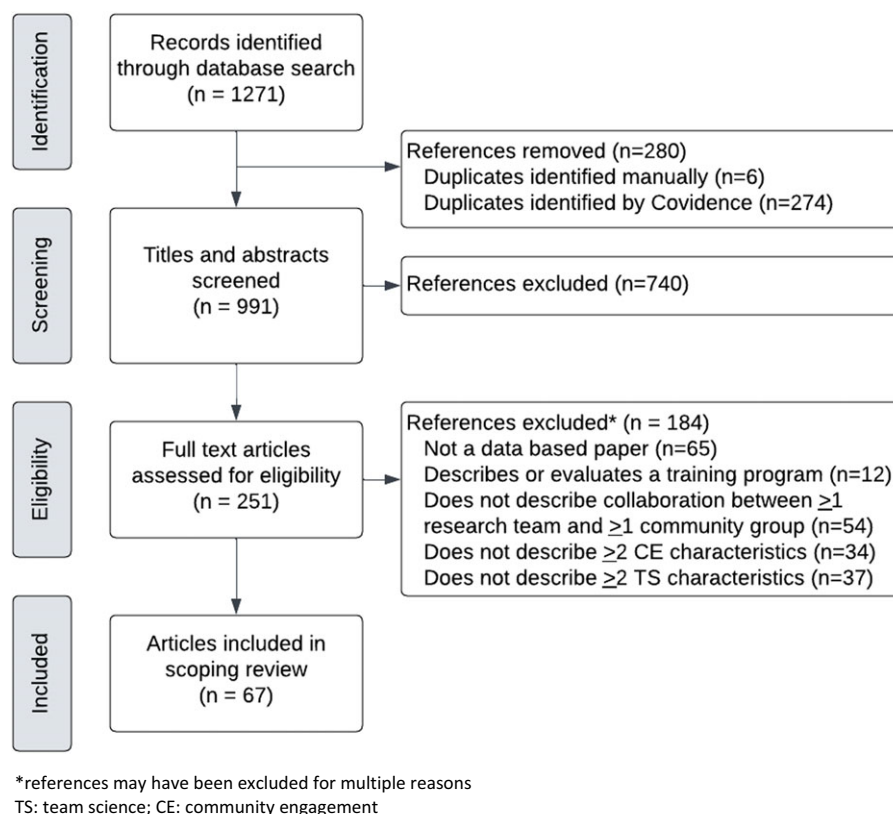 Identification
Records identified
through database search
(n = 1271)
References removed (n=280)
Duplicates identified manually (n=6)
Duplicates identified by Covidence (n=274)
Screening
Titles and abstracts
screened
(n = 991)
References excluded (n=740)
Eligibility
Full text articles
assessed for eligibility
(n = 251)
References excluded* (n = 184)
Not a data based paper (n=65)
Describes or evaluates a training program (n=12)
Does not describe collaboration between ≥1
research team and ≥1 community group (n=54)
Does not describe ≥2 CE characteristics (n=34)
Does not describe ≥2 TS characteristics (n=37)
Included
Articles included in
scoping review
(n = 67)
*references may have been excluded for multiple reasons
TS: team science; CE: community engagement